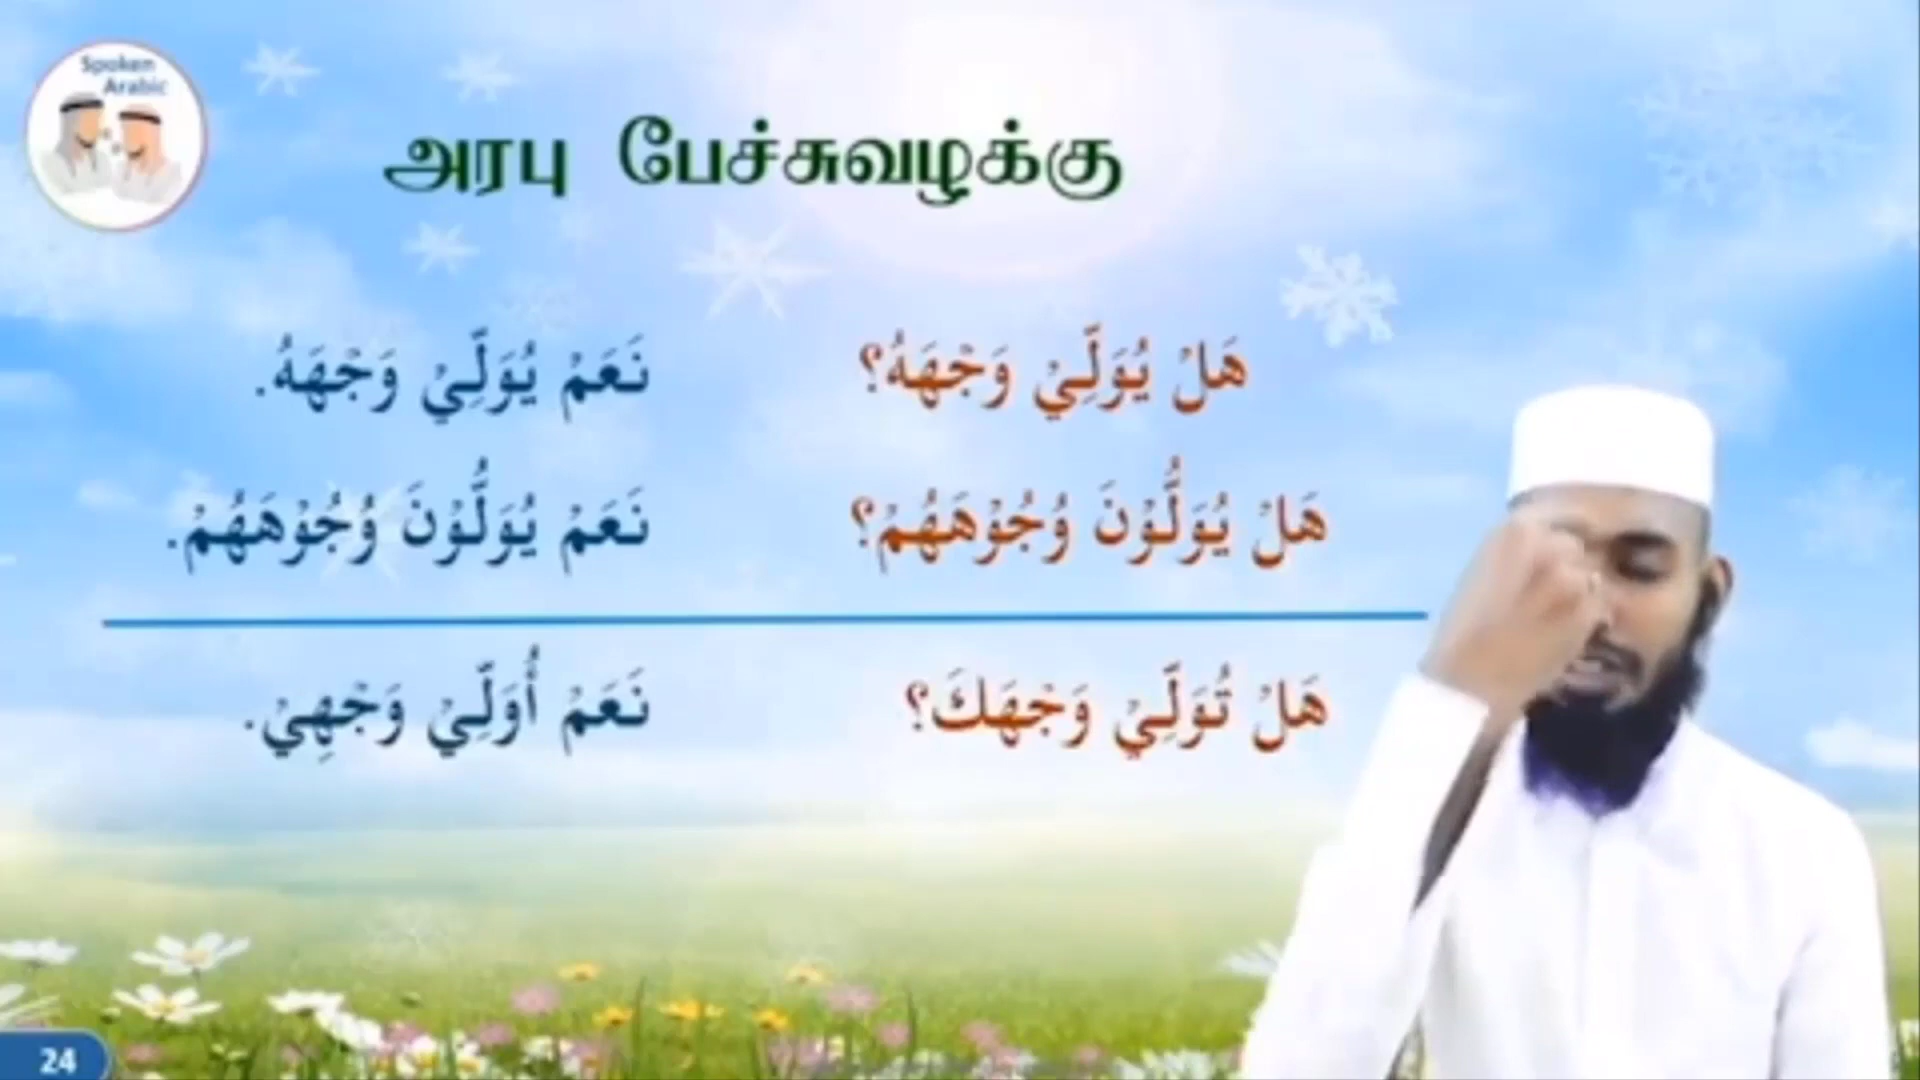 Spoken
Arabic
அரபு பேச்சுவழக்கு
هَلْ يُوَلِّيْ وَجْهَهُ؟ نَعَمْ يُوَلِّيْ وَجْهَهُ.
هَلْ يُوَلُّوْنَ وُجُوْهَهُمْ؟ نَعَمْ يُوَلُّوْنَ وُجُوْهَهُمْ.
هَلْ تُوَلِّيْ وَجْهَكَ؟ نَعَمْ أُوَلِّيْ وَجْهِيْ.
24